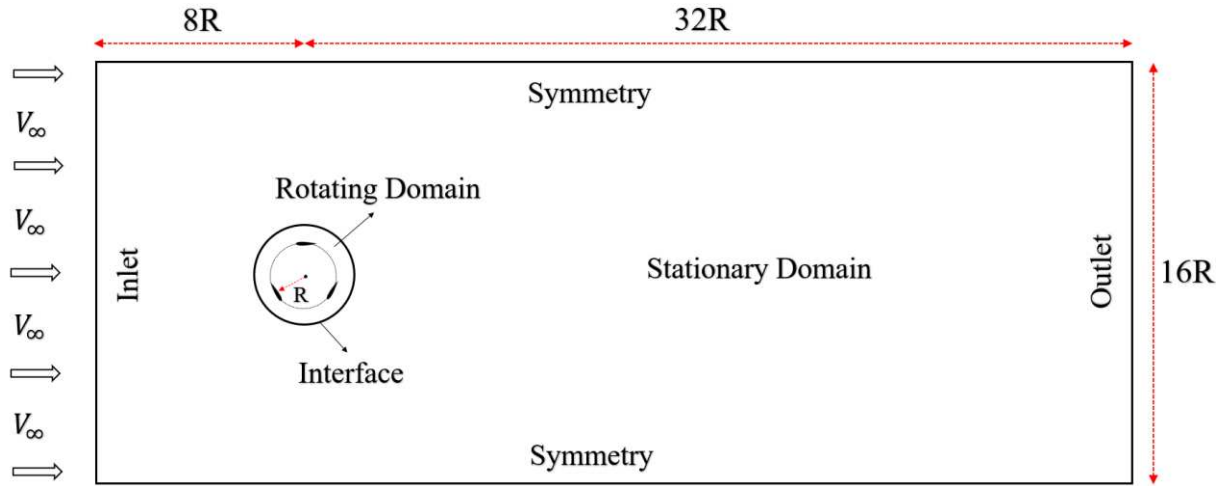 8R
32R
Symmetry
V∞
Rotating Domain
V∞
Inlet
R
Stationary Domain
Outlet
16R
V∞
Interface
V∞
Symmetry